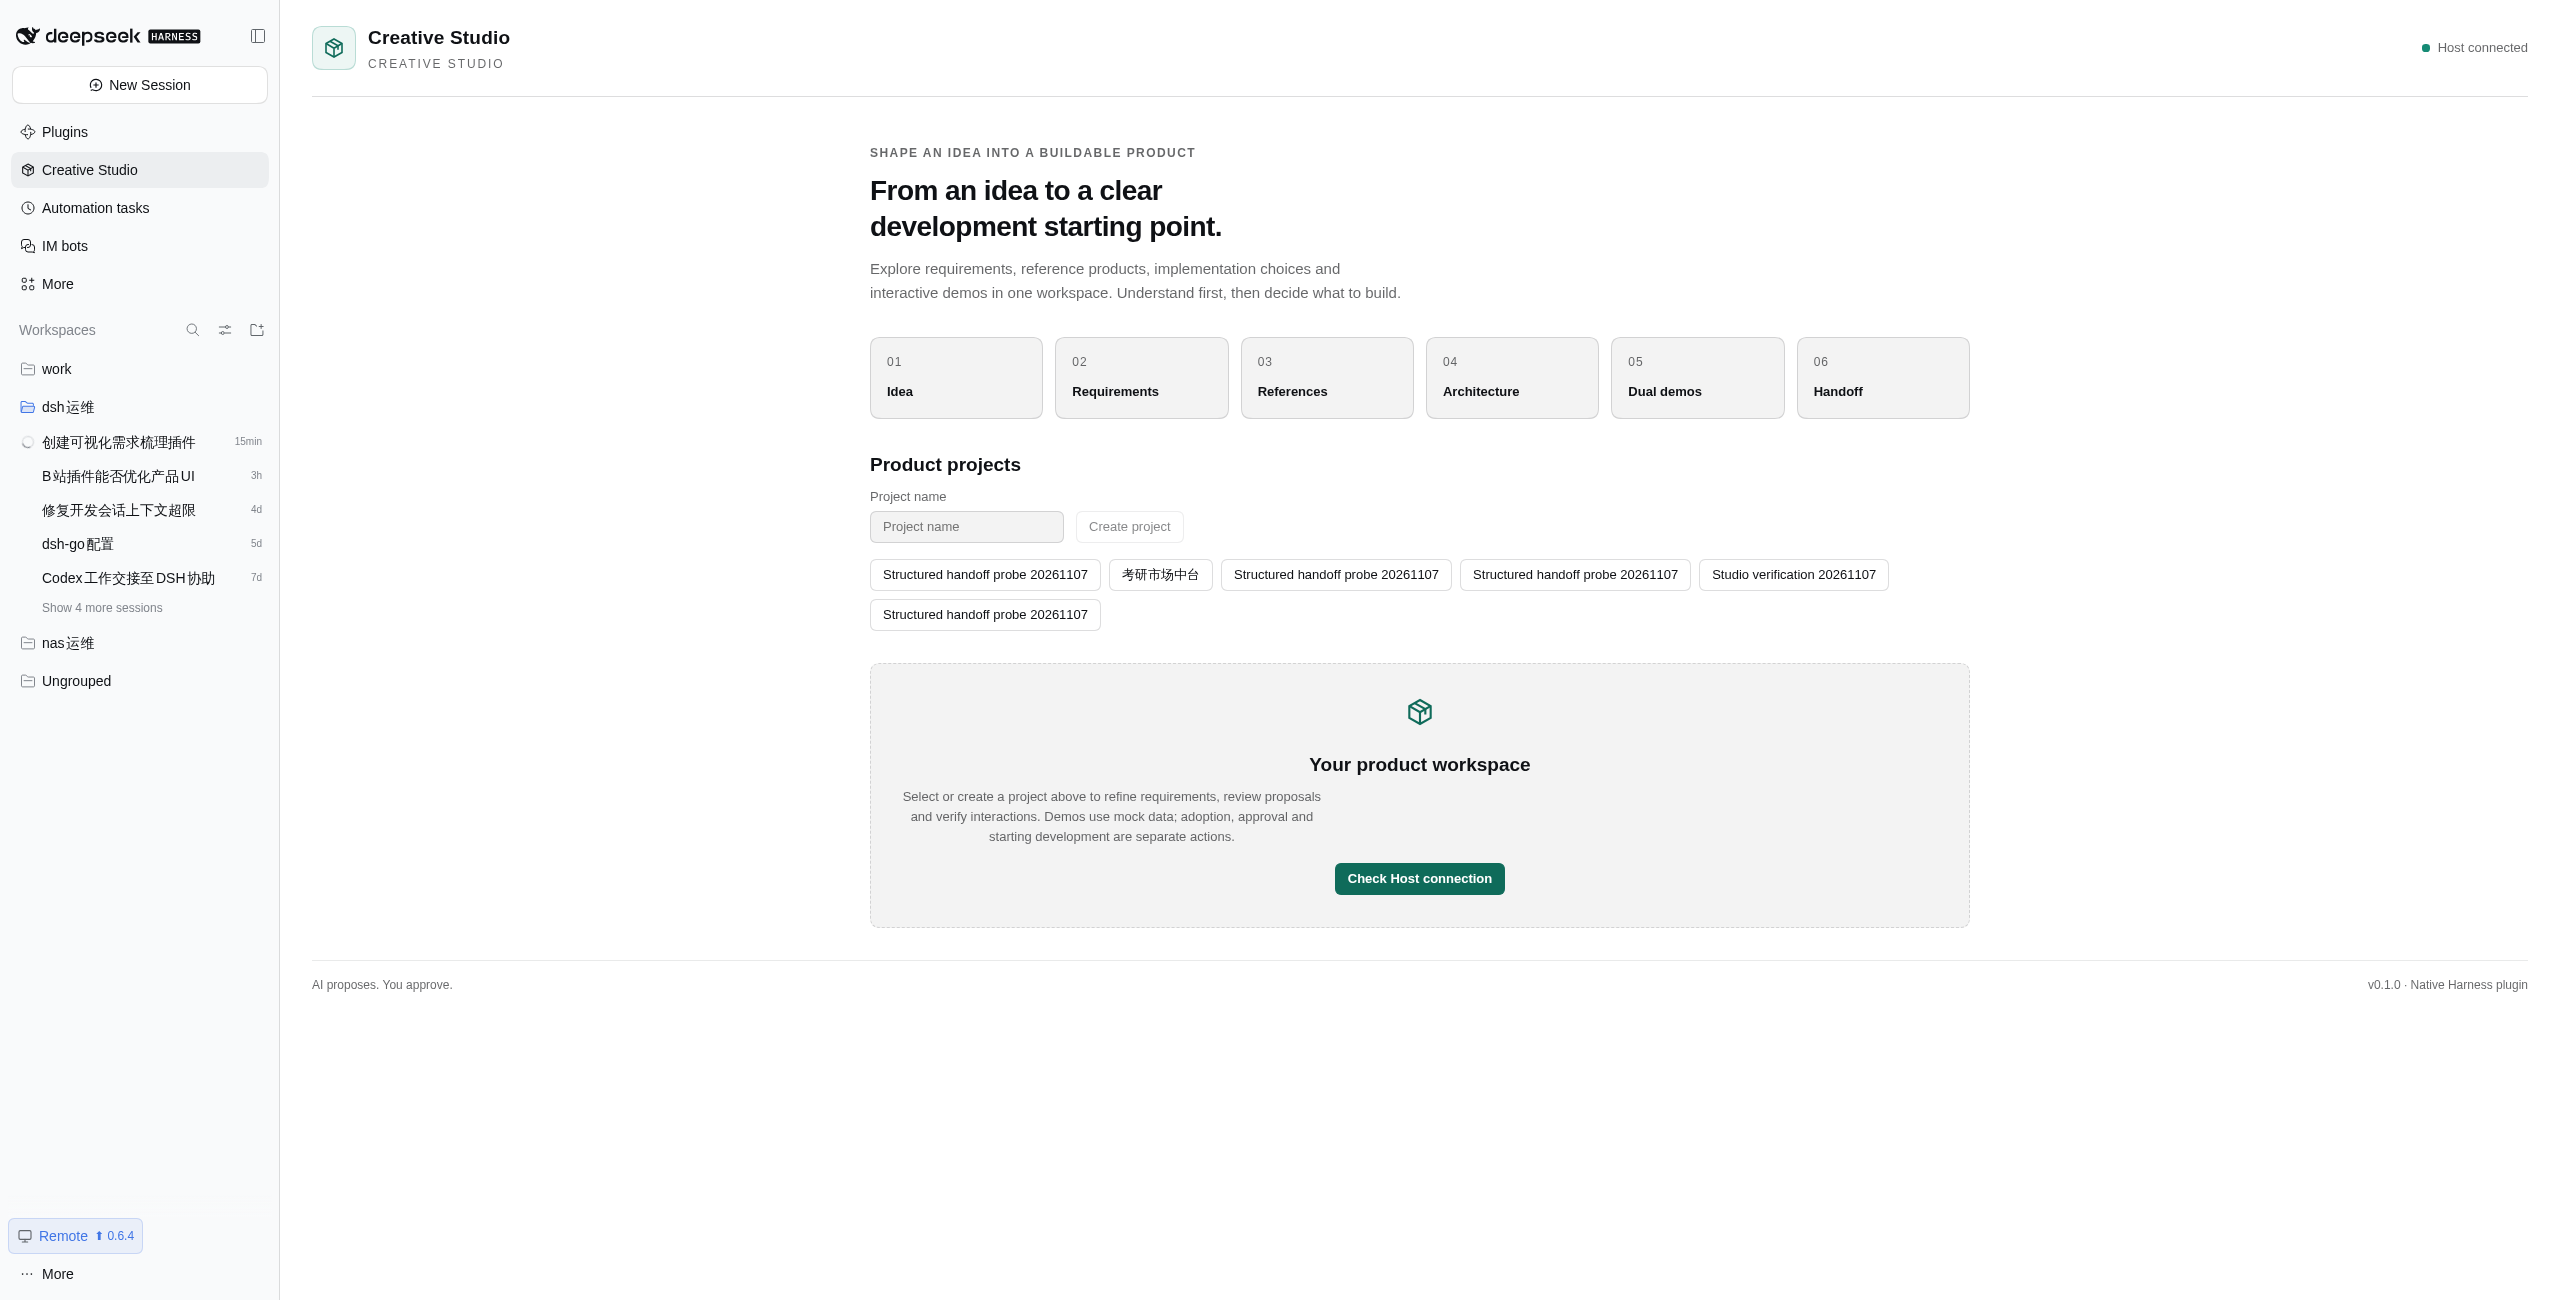 deepseek HARNESS
New Session
Plugins
Creative Studio
Automation tasks
IM bots
More
Workspaces
work
dsh运维
创建可视化需求梳理插件 15min
B站插件能否优化产品UI 3h
修复开发会话上下文超限 4d
dsh-go配置 5d
Codex工作交接至DSH协助 7d
Show 4 more sessions
nas运维
Ungrouped
Remote ⬆ 0.6.4
More
Creative Studio
CREATIVE STUDIO
Host connected
SHAPE AN IDEA INTO A BUILDABLE PRODUCT
From an idea to a clear
development starting point.
Explore requirements, reference products, implementation choices and
interactive demos in one workspace. Understand first, then decide what to build.
01 02 03 04 05 06
Idea Requirements References Architecture Dual demos Handoff
Product projects
Project name
Project name Create project
Structured handoff probe 20261107 考研市场中台 Structured handoff probe 20261107 Structured handoff probe 20261107 Studio verification 20261107
Structured handoff probe 20261107
Your product workspace
Select or create a project above to refine requirements, review proposals
and verify interactions. Demos use mock data; adoption, approval and
starting development are separate actions.
Check Host connection
AI proposes. You approve.
v0.1.0 · Native Harness plugin